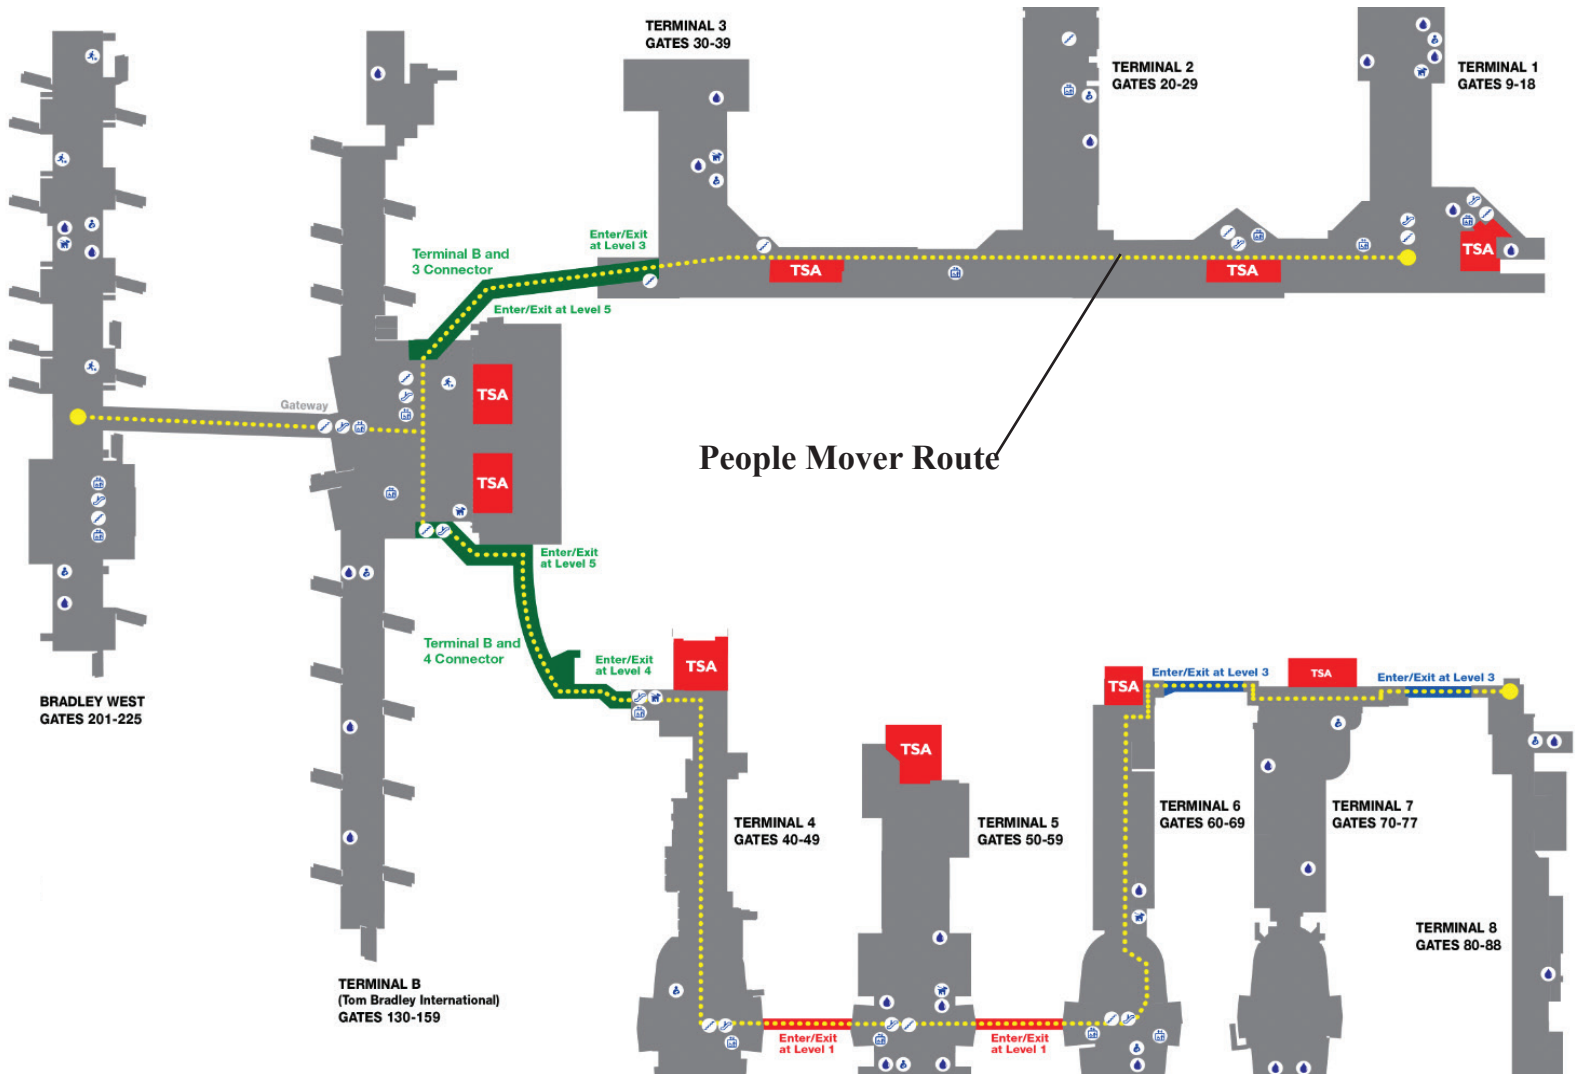 TERMINAL 3
GATES 30-39
TERMINAL 2
GATES 20-29
TERMINAL 1
GATES 9-18
Enter/Exit
at Level 3
Terminal B and
3 Connector
TSA
TSA
TSA
Enter/Exit at Level 5
TSA
Gateway
People Mover Route
TSA
Enter/Exit
at Level 5
Terminal B and
4 Connector
Enter/Exit
at Level 4
TSA
TSA
Enter/Exit at Level 3
TSA
Enter/Exit at Level 3
BRADLEY WEST
GATES 201-225
TSA
TERMINAL 4
GATES 40-49
TERMINAL 5
GATES 50-59
TERMINAL 6
GATES 60-69
TERMINAL 7
GATES 70-77
TERMINAL 8
GATES 80-88
TERMINAL B
(Tom Bradley International)
GATES 130-159
Enter/Exit
at Level 1
Enter/Exit
at Level 1